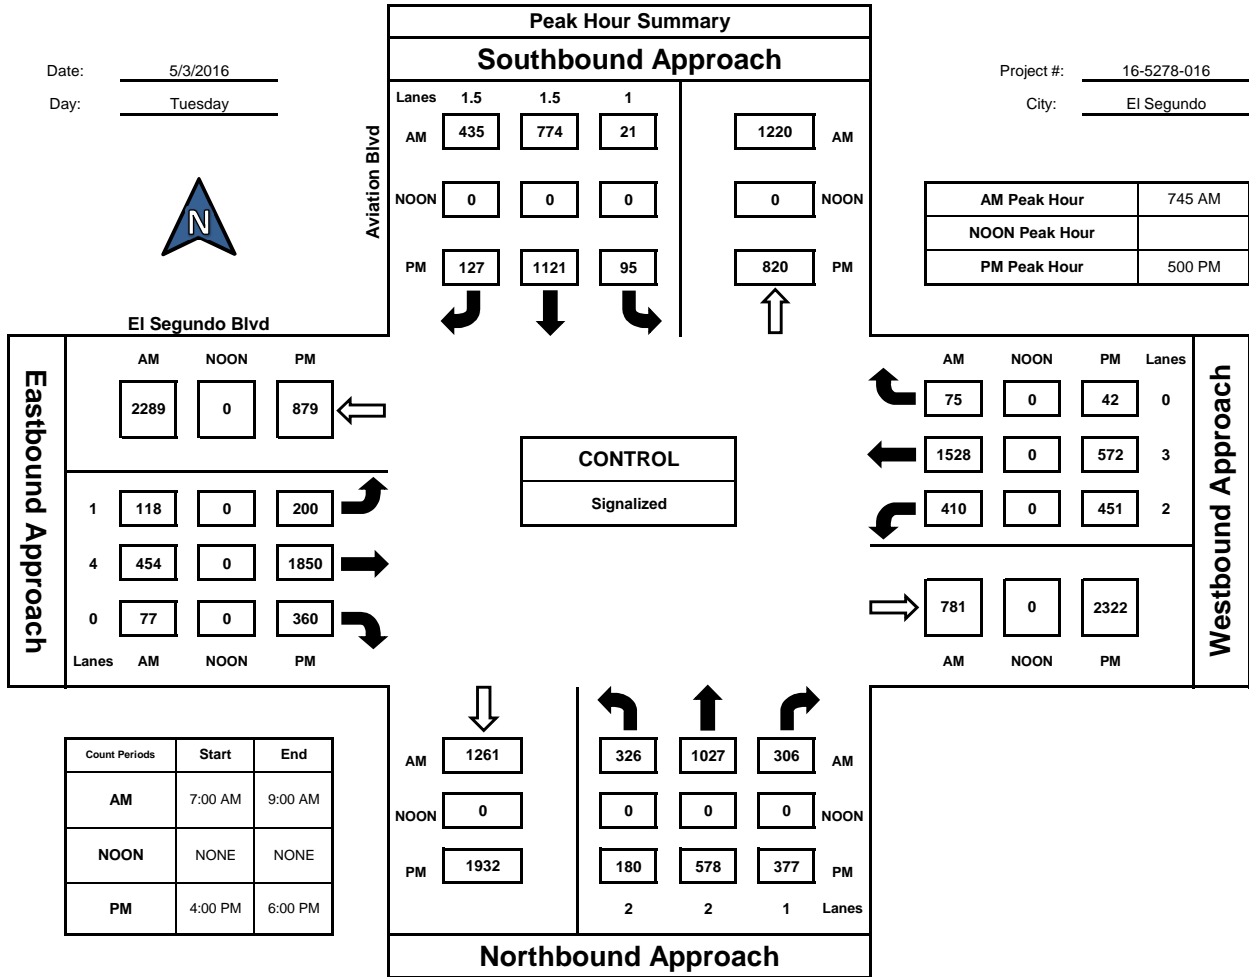 Peak Hour Summary
Southbound Approach
Date: 5/3/2016
Day: Tuesday
Project #: 16-5278-016
City: El Segundo
Aviation Blvd
Lanes 1.5 1.5 1
AM 435 774 21 1220 AM
NOON 0 0 0 0 NOON
PM 127 1121 95 820 PM
N
AM Peak Hour 745 AM
NOON Peak Hour
PM Peak Hour 500 PM
El Segundo Blvd
Eastbound Approach
AM NOON PM
2289 0 879
1 118 0 200
4 454 0 1850
0 77 0 360
Lanes AM NOON PM
CONTROL
Signalized
AM NOON PM Lanes
75 0 42 0
1528 0 572 3
410 0 451 2
781 0 2322
AM NOON PM
Westbound Approach
Count Periods Start End
AM 7:00 AM 9:00 AM
NOON NONE NONE
PM 4:00 PM 6:00 PM
AM 1261 326 1027 306 AM
NOON 0 0 0 0 NOON
PM 1932 180 578 377 PM
2 2 1 Lanes
Northbound Approach